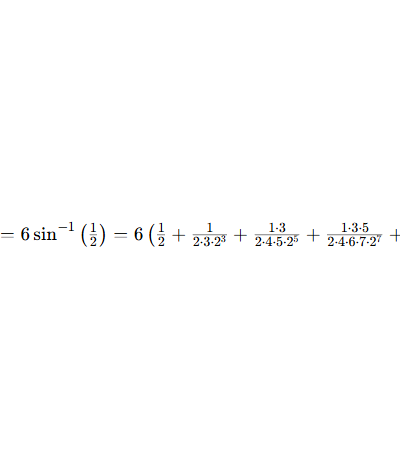 = 6 sin⁻¹ (1/2) = 6 (1/2 + 1/(2·3·2³) + (1·3)/(2·4·5·2⁵) + (1·3·5)/(2·4·6·7·2⁷) +